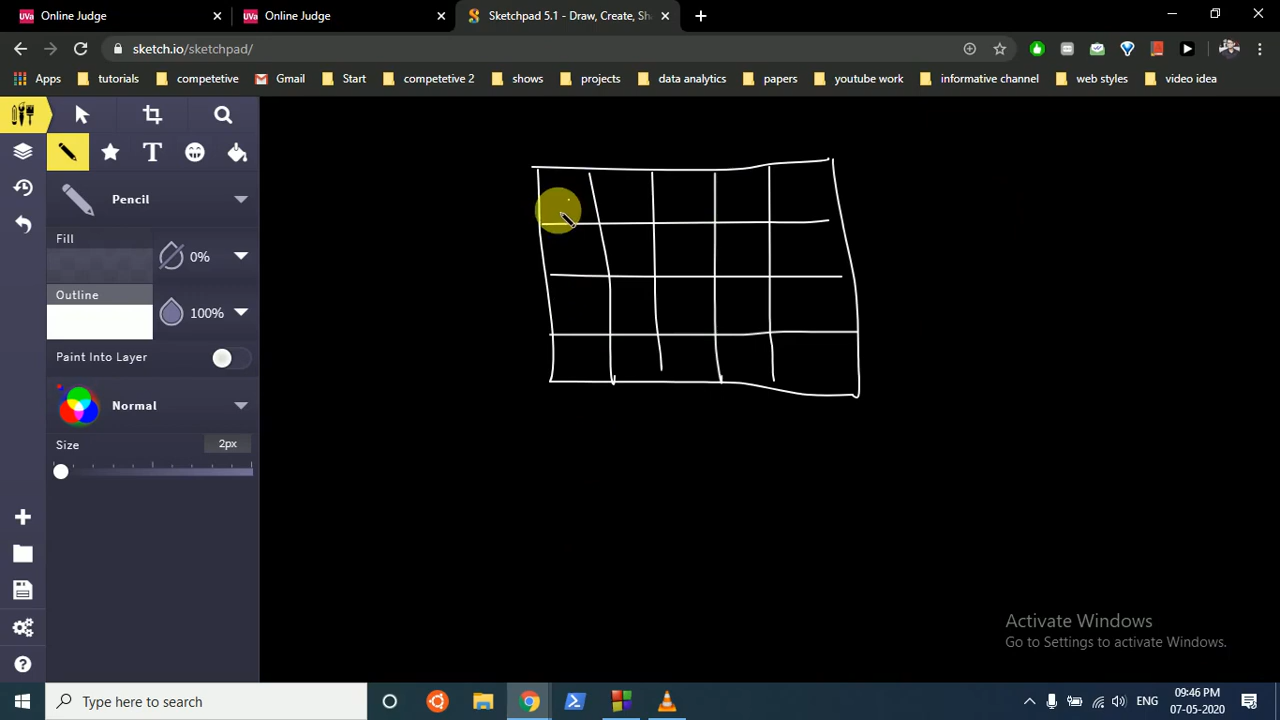 UVa Online Judge
UVa Online Judge
Sketchpad 5.1 - Draw, Create, Sha
sketch.io/sketchpad/
Apps tutorials competetive Gmail Start competetive 2 shows projects data analytics papers youtube work informative channel web styles video idea
T
Pencil
Fill
0%
Outline
100%
Paint Into Layer
Normal
Size
2px
Activate Windows
Go to Settings to activate Windows.
Type here to search
ENG
09:46 PM
07-05-2020